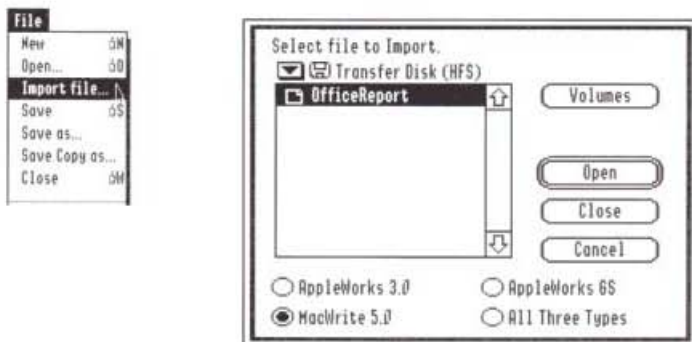 File
New N
Open... O
Import file...
Save S
Save as...
Save Copy as...
Close W
Select file to Import.
Transfer Disk (HFS)
OfficeReport
Volumes
Open
Close
Cancel
AppleWorks 3.0
AppleWorks GS
MacWrite 5.0
All Three Types